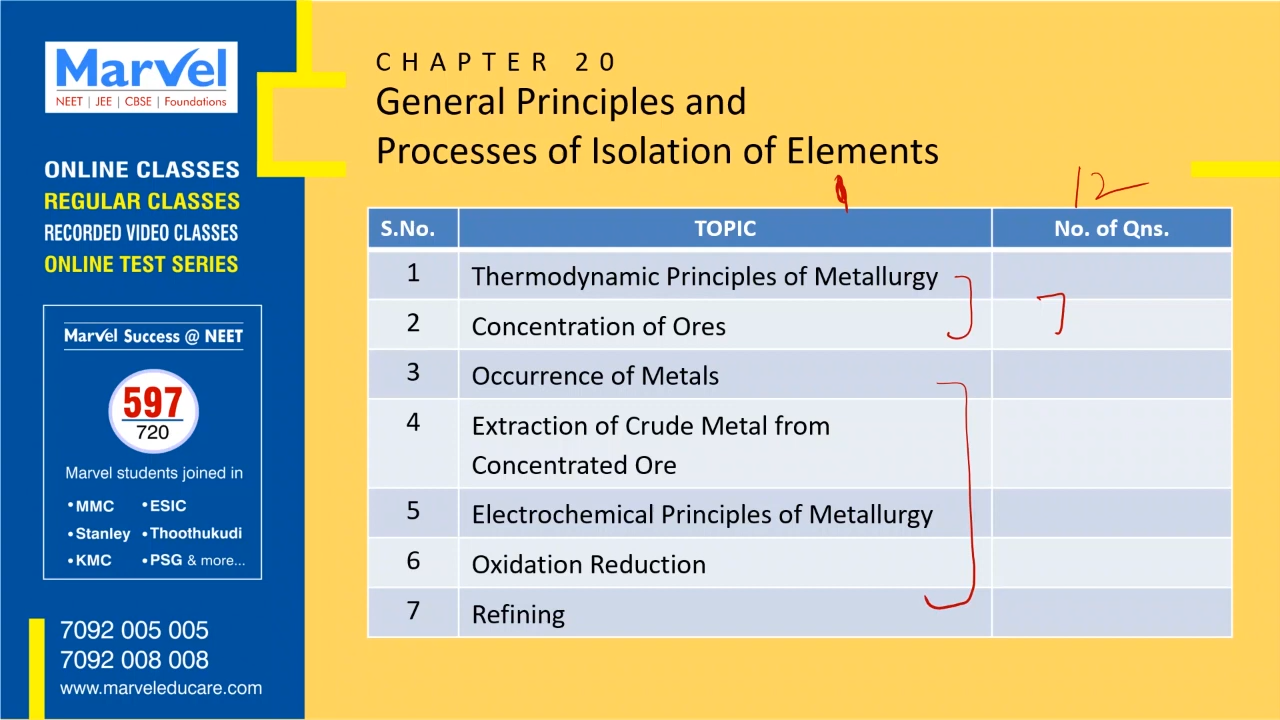 Marvel
NEET | JEE | CBSE | Foundations
ONLINE CLASSES
REGULAR CLASSES
RECORDED VIDEO CLASSES
ONLINE TEST SERIES
Marvel Success @ NEET
597
720
Marvel students joined in
• MMC • ESIC
• Stanley • Thoothukudi
• KMC • PSG & more...
7092 005 005
7092 008 008
www.marveleducare.com
CHAPTER 20
General Principles and
Processes of Isolation of Elements
12
S.No. TOPIC No. of Qns.
1 Thermodynamic Principles of Metallurgy
2 Concentration of Ores 7
3 Occurrence of Metals
4 Extraction of Crude Metal from
Concentrated Ore
5 Electrochemical Principles of Metallurgy
6 Oxidation Reduction
7 Refining